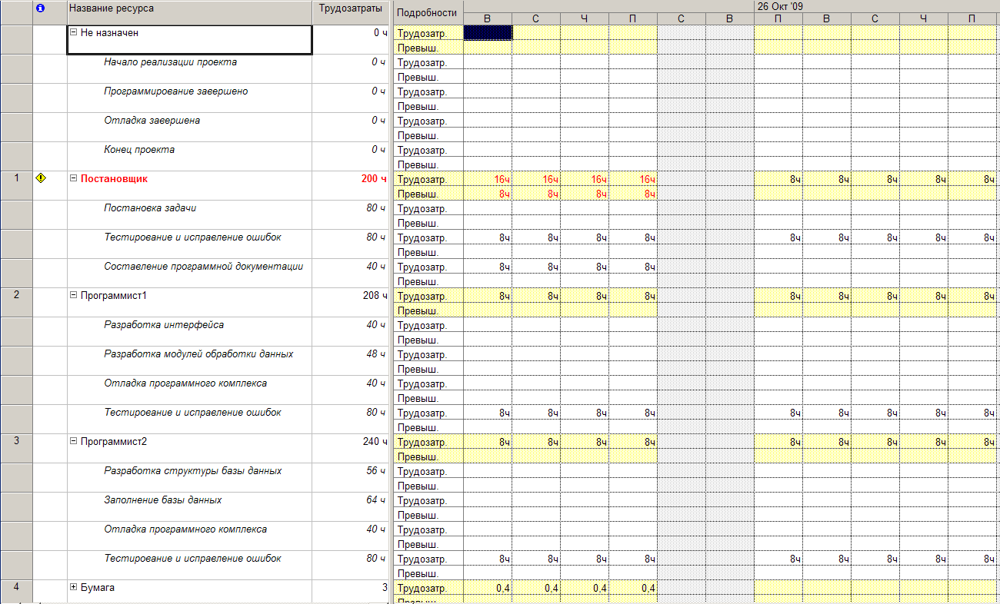 Название ресурса Трудозатраты Подробности 26 Окт '09
В С Ч П С В П В С Ч П
Не назначен 0 ч Трудозатр.
Превыш.
Начало реализации проекта 0 ч Трудозатр.
Превыш.
Программирование завершено 0 ч Трудозатр.
Превыш.
Отладка завершена 0 ч Трудозатр.
Превыш.
Конец проекта 0 ч Трудозатр.
Превыш.
1 Постановщик 200 ч Трудозатр. 16ч 16ч 16ч 16ч 8ч 8ч 8ч 8ч 8ч
Превыш. 8ч 8ч 8ч 8ч
Постановка задачи 80 ч Трудозатр.
Превыш.
Тестирование и исправление ошибок 80 ч Трудозатр. 8ч 8ч 8ч 8ч 8ч 8ч 8ч 8ч 8ч
Превыш.
Составление программной документации 40 ч Трудозатр. 8ч 8ч 8ч 8ч
Превыш.
2 Программист1 208 ч Трудозатр. 8ч 8ч 8ч 8ч 8ч 8ч 8ч 8ч 8ч
Превыш.
Разработка интерфейса 40 ч Трудозатр.
Превыш.
Разработка модулей обработки данных 48 ч Трудозатр.
Превыш.
Отладка программного комплекса 40 ч Трудозатр.
Превыш.
Тестирование и исправление ошибок 80 ч Трудозатр. 8ч 8ч 8ч 8ч 8ч 8ч 8ч 8ч 8ч
Превыш.
3 Программист2 240 ч Трудозатр. 8ч 8ч 8ч 8ч 8ч 8ч 8ч 8ч 8ч
Превыш.
Разработка структуры базы данных 56 ч Трудозатр.
Превыш.
Заполнение базы данных 64 ч Трудозатр.
Превыш.
Отладка программного комплекса 40 ч Трудозатр.
Превыш.
Тестирование и исправление ошибок 80 ч Трудозатр. 8ч 8ч 8ч 8ч 8ч 8ч 8ч 8ч 8ч
Превыш.
4 Бумага 3 Трудозатр. 0,4 0,4 0,4 0,4